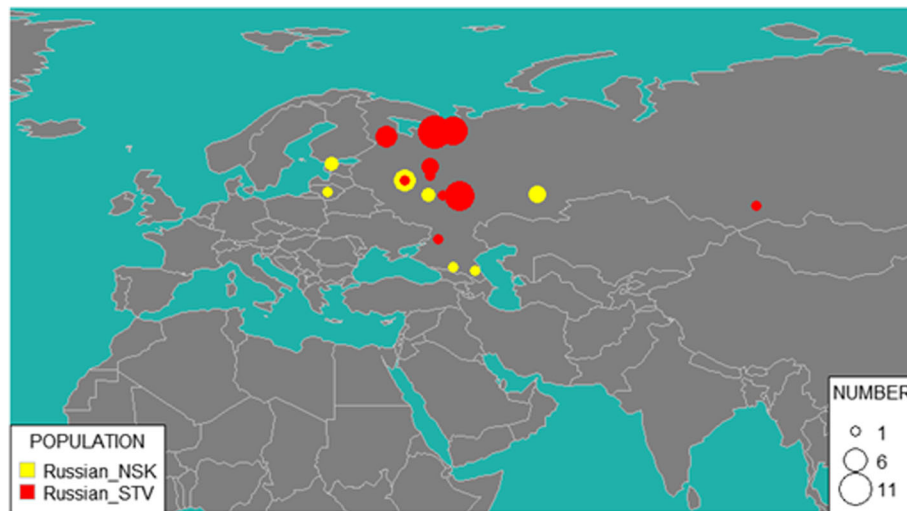 POPULATION
Russian_NSK
Russian_STV
NUMBER
1
6
11